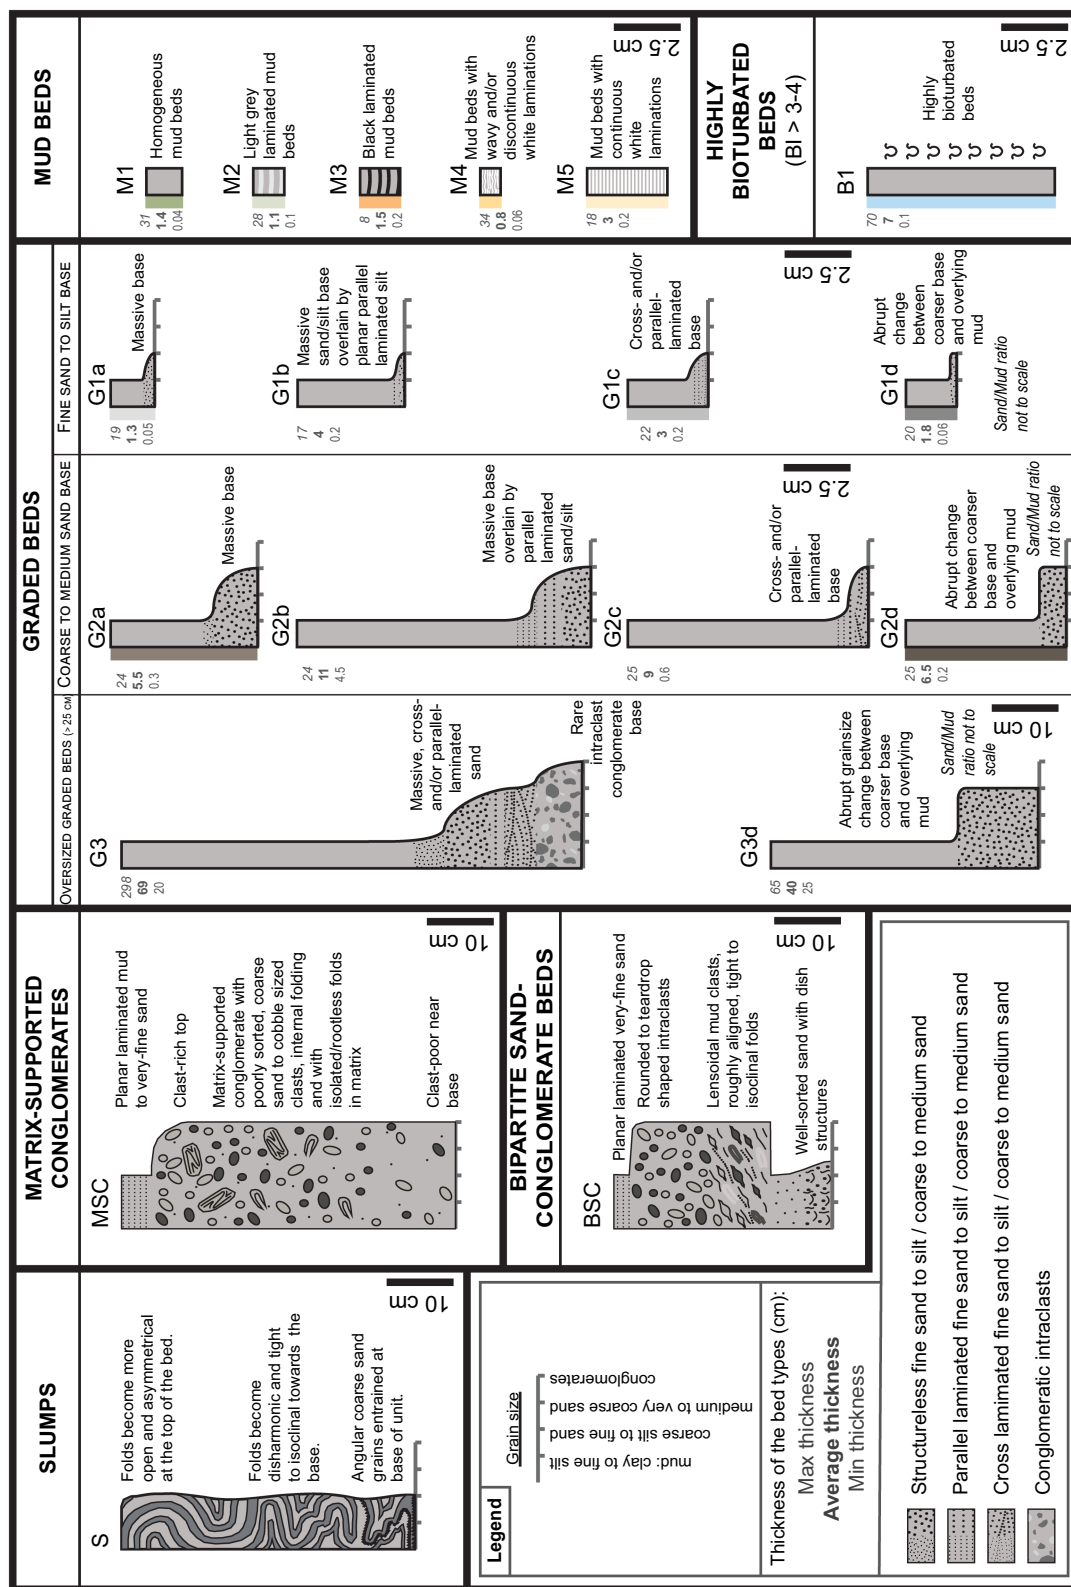 SLUMPS
S
Folds become more
open and asymmetrical
at the top of the bed.
Folds become
disharmonic and tight
to isoclinal towards the
base.
Angular coarse sand
grains entrained at
base of unit.
10 cm
MATRIX-SUPPORTED
CONGLOMERATES
MSC
Planar laminated mud
to very-fine sand
Clast-rich top
Matrix-supported
conglomerate with
poorly sorted, coarse
sand to cobble sized
clasts, internal folding
and with
isolated/rootless folds
in matrix
Clast-poor near
base
10 cm
BIPARTITE SAND-
CONGLOMERATE BEDS
BSC
Planar laminated very-fine sand
Rounded to teardrop
shaped intraclasts
Lensoidal mud clasts,
roughly aligned, tight to
isoclinal folds
Well-sorted sand with dish
structures
10 cm
GRADED BEDS
OVERSIZED GRADED BEDS (> 25 CM)
G3
298
69
20
Massive, cross-
and/or parallel-
laminated
sand
Rare
intraclast
conglomerate
base
G3d
65
40
25
Abrupt grainsize
change between
coarser base
and overlying
mud
Sand/Mud
ratio not to
scale
10 cm
COARSE TO MEDIUM SAND BASE
G2a
24
5.5
0.3
Massive base
G2b
24
11
4.5
Massive base
overlain by
parallel
laminated
sand/silt
G2c
25
9
0.6
Cross- and/or
parallel-
laminated
base
2.5 cm
G2d
25
6.5
0.2
Abrupt change
between coarser
base and
overlying mud
Sand/Mud ratio
not to scale
FINE SAND TO SILT BASE
G1a
19
1.3
0.05
Massive base
G1b
17
4
0.2
Massive
sand/silt base
overlain by
planar parallel
laminated silt
G1c
22
3
0.2
Cross- and/or
parallel-
laminated
base
2.5 cm
G1d
20
1.8
0.06
Abrupt
change
between
coarser base
and overlying
mud
Sand/Mud ratio
not to scale
MUD BEDS
M1
31
1.4
0.04
Homogeneous
mud beds
M2
28
1.1
0.1
Light grey
laminated mud
beds
M3
8
1.5
0.2
Black laminated
mud beds
M4
34
0.8
0.06
Mud beds with
wavy and/or
discontinuous
white laminations
M5
18
3
0.2
Mud beds with
continuous
white
laminations
2.5 cm
HIGHLY
BIOTURBATED
BEDS
(BI > 3-4)
B1
70
7
0.1
Highly
bioturbated
beds
2.5 cm
Legend
Grain size
mud: clay to fine silt
coarse silt to fine sand
medium to very coarse sand
conglomerates
Thickness of the bed types (cm):
Max thickness
Average thickness
Min thickness
Structureless fine sand to silt / coarse to medium sand
Parallel laminated fine sand to silt / coarse to medium sand
Cross laminated fine sand to silt / coarse to medium sand
Conglomeratic intraclasts